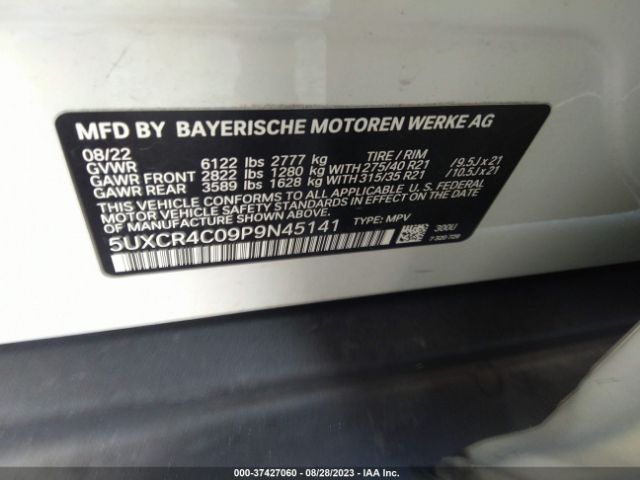 MFD BY BAYERISCHE MOTOREN WERKE AG
08/22 TIRE / RIM
GVWR 6122 lbs 2777 kg
GAWR FRONT 2822 lbs 1280 kg WITH 275/40 R21 /9.5J x 21
GAWR REAR 3589 lbs 1628 kg WITH 315/35 R21 /10.5J x 21
THIS VEHICLE CONFORMS TO ALL APPLICABLE U. S. FEDERAL
MOTOR VEHICLE SAFETY STANDARDS IN EFFECT ON THE DATE
OF MANUFACTURE SHOWN ABOVE.
5UXCR4C09P9N45141 TYPE: MPV
300U
7 320 728
000-37427060 - 08/28/2023 - IAA Inc.